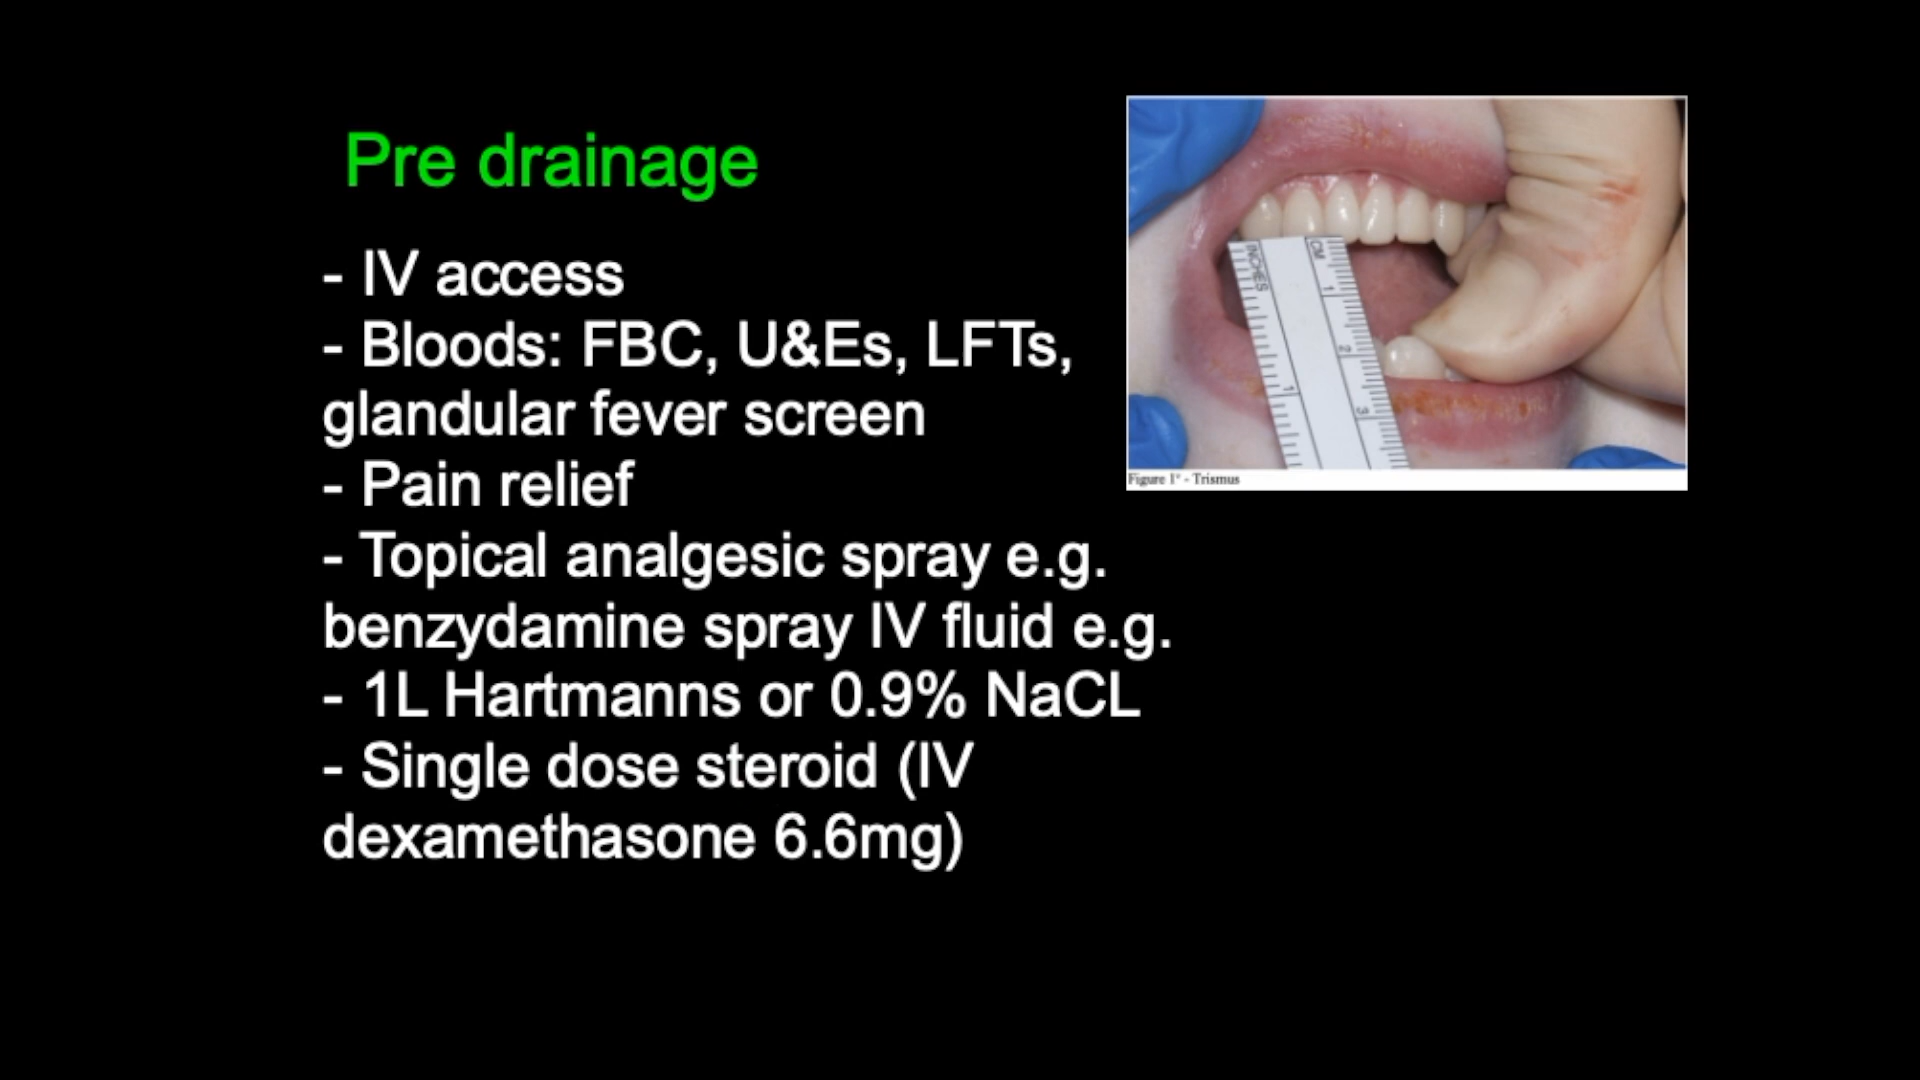 Pre drainage
- IV access
- Bloods: FBC, U&Es, LFTs,
glandular fever screen
- Pain relief
- Topical analgesic spray e.g.
benzydamine spray IV fluid e.g.
- 1L Hartmanns or 0.9% NaCL
- Single dose steroid (IV
dexamethasone 6.6mg)
INCHES
CM
1
2
3
1
Figure 1* - Trismus